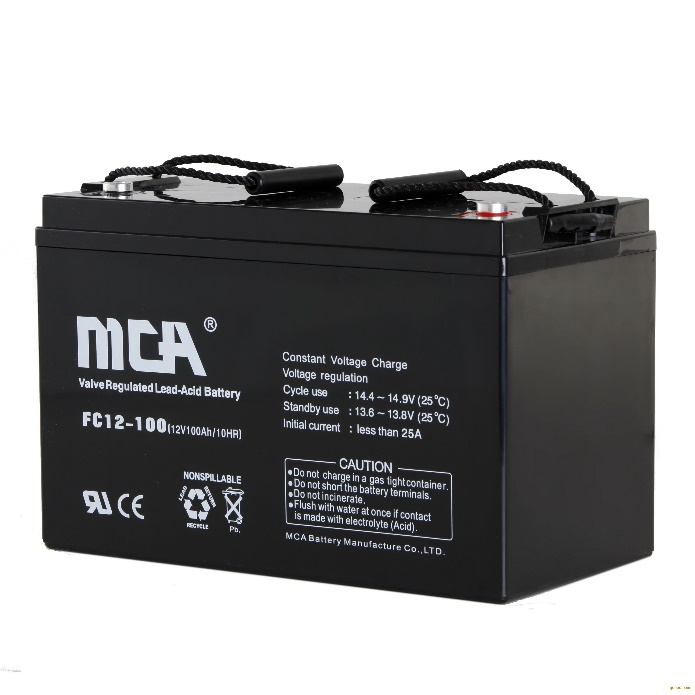 MCA ®
Valve Regulated Lead-Acid Battery
FC12-100(12V100Ah/10HR)
Constant Voltage Charge
Voltage regulation
Cycle use : 14.4 ~ 14.9V (25°C)
Standby use : 13.6 ~ 13.8V (25°C)
Initial current : less than 25A
NONSPILLABLE
LEAD RETURN
RECYCLE
Pb.
CAUTION
•Do not charge in a gas tight container.
•Do not short the battery terminals.
•Do not incinerate.
•Flush with water at once if contact
is made with electrolyte (Acid).
MCA Battery Manufacture Co.,LTD.